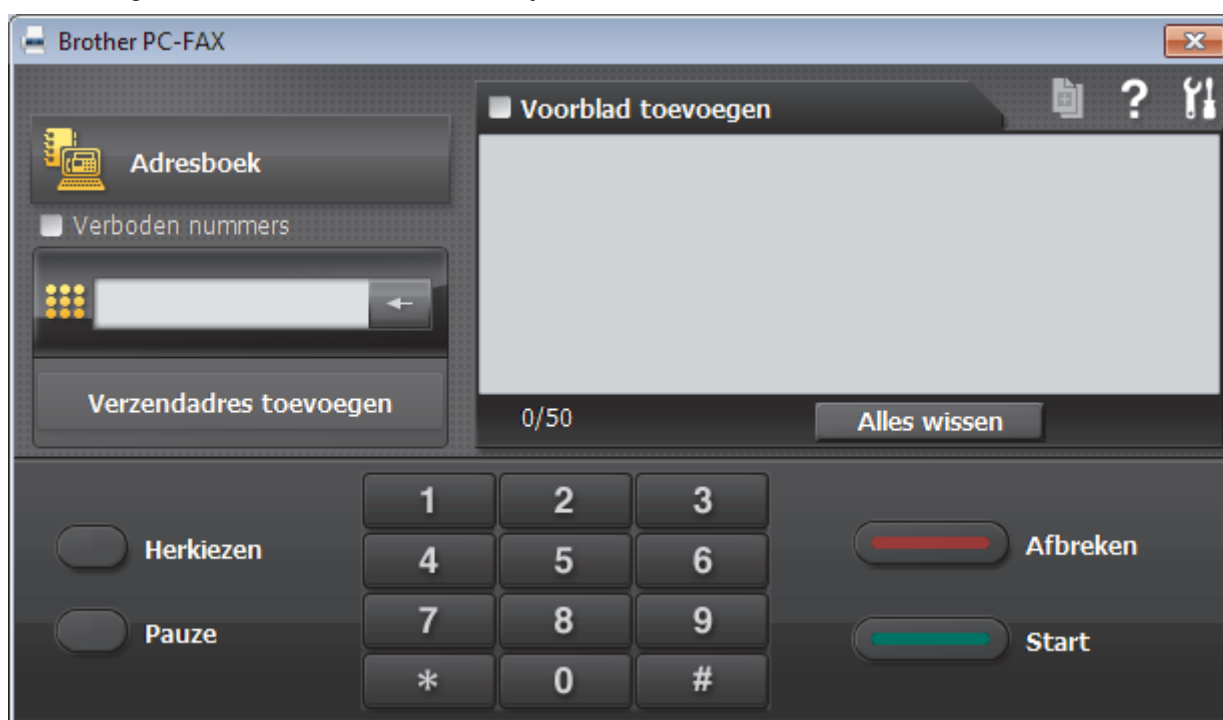 Brother PC-FAX
Voorblad toevoegen
?
Adresboek
Verboden nummers
Verzendadres toevoegen
0/50
Alles wissen
1 2 3
Herkiezen
4 5 6
Afbreken
7 8 9
Pauze
Start
* 0 #